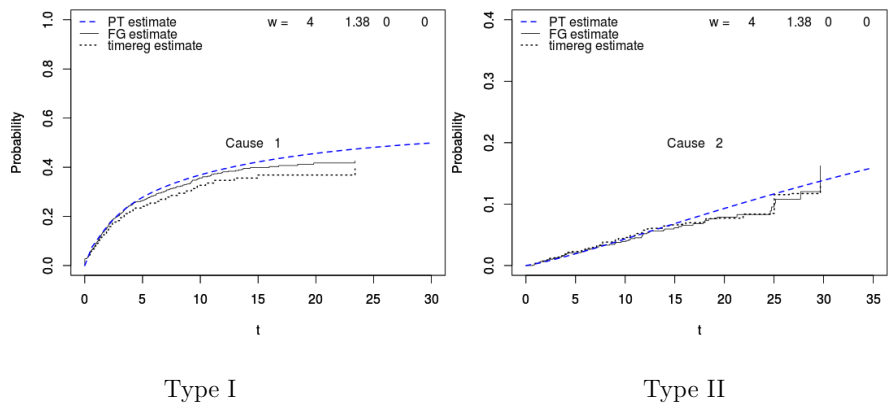 PT estimate w = 4 1.38 0 0
FG estimate
timereg estimate
Cause 1
Probability
0.0 0.2 0.4 0.6 0.8 1.0
0 5 10 15 20 25 30
t
Type I
PT estimate w = 4 1.38 0 0
FG estimate
timereg estimate
Cause 2
Probability
0.0 0.1 0.2 0.3 0.4
0 5 10 15 20 25 30 35
t
Type II